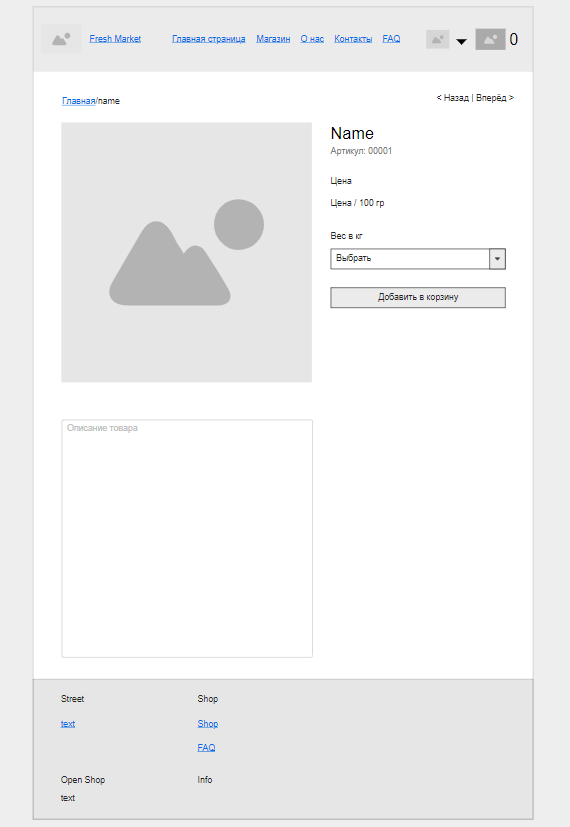 Fresh Market Главная страница Магазин О нас Контакты FAQ 0
Главная/name < Назад | Вперёд >
Name
Артикул: 00001
Цена
Цена / 100 гр
Вес в кг
Выбрать
Добавить в корзину
Описание товара
Street Shop
text Shop
FAQ
Open Shop Info
text